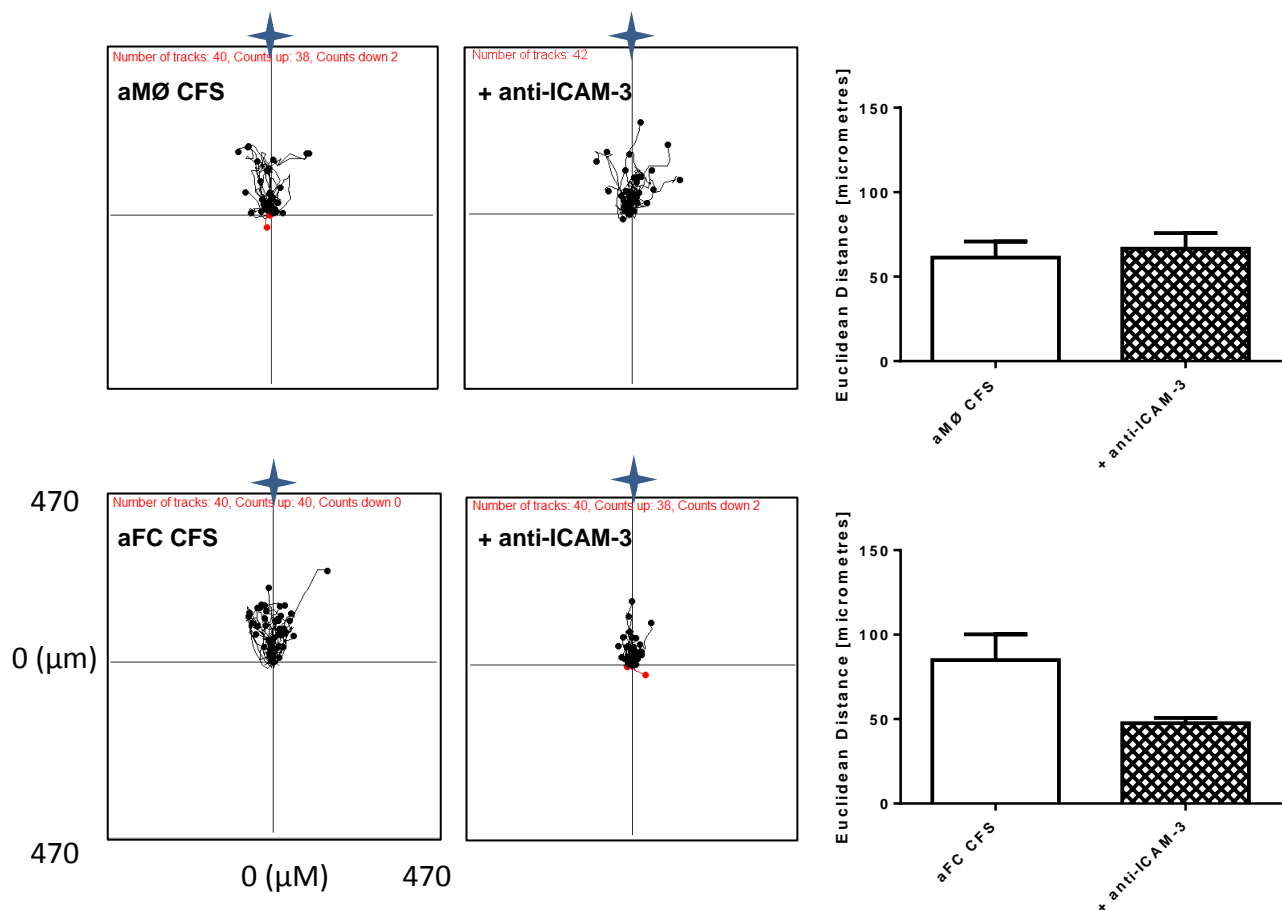 Number of tracks: 40, Counts up: 38, Counts down 2
aMØ CFS
Number of tracks: 42
+ anti-ICAM-3
Euclidean Distance [micrometres]
150
100
50
0
aMØ CFS
+ anti-ICAM-3
470
0 (µm)
470
0 (µM)
470
Number of tracks: 40, Counts up: 40, Counts down 0
aFC CFS
Number of tracks: 40, Counts up: 38, Counts down 2
+ anti-ICAM-3
Euclidean Distance [micrometres]
150
100
50
0
aFC CFS
+ anti-ICAM-3